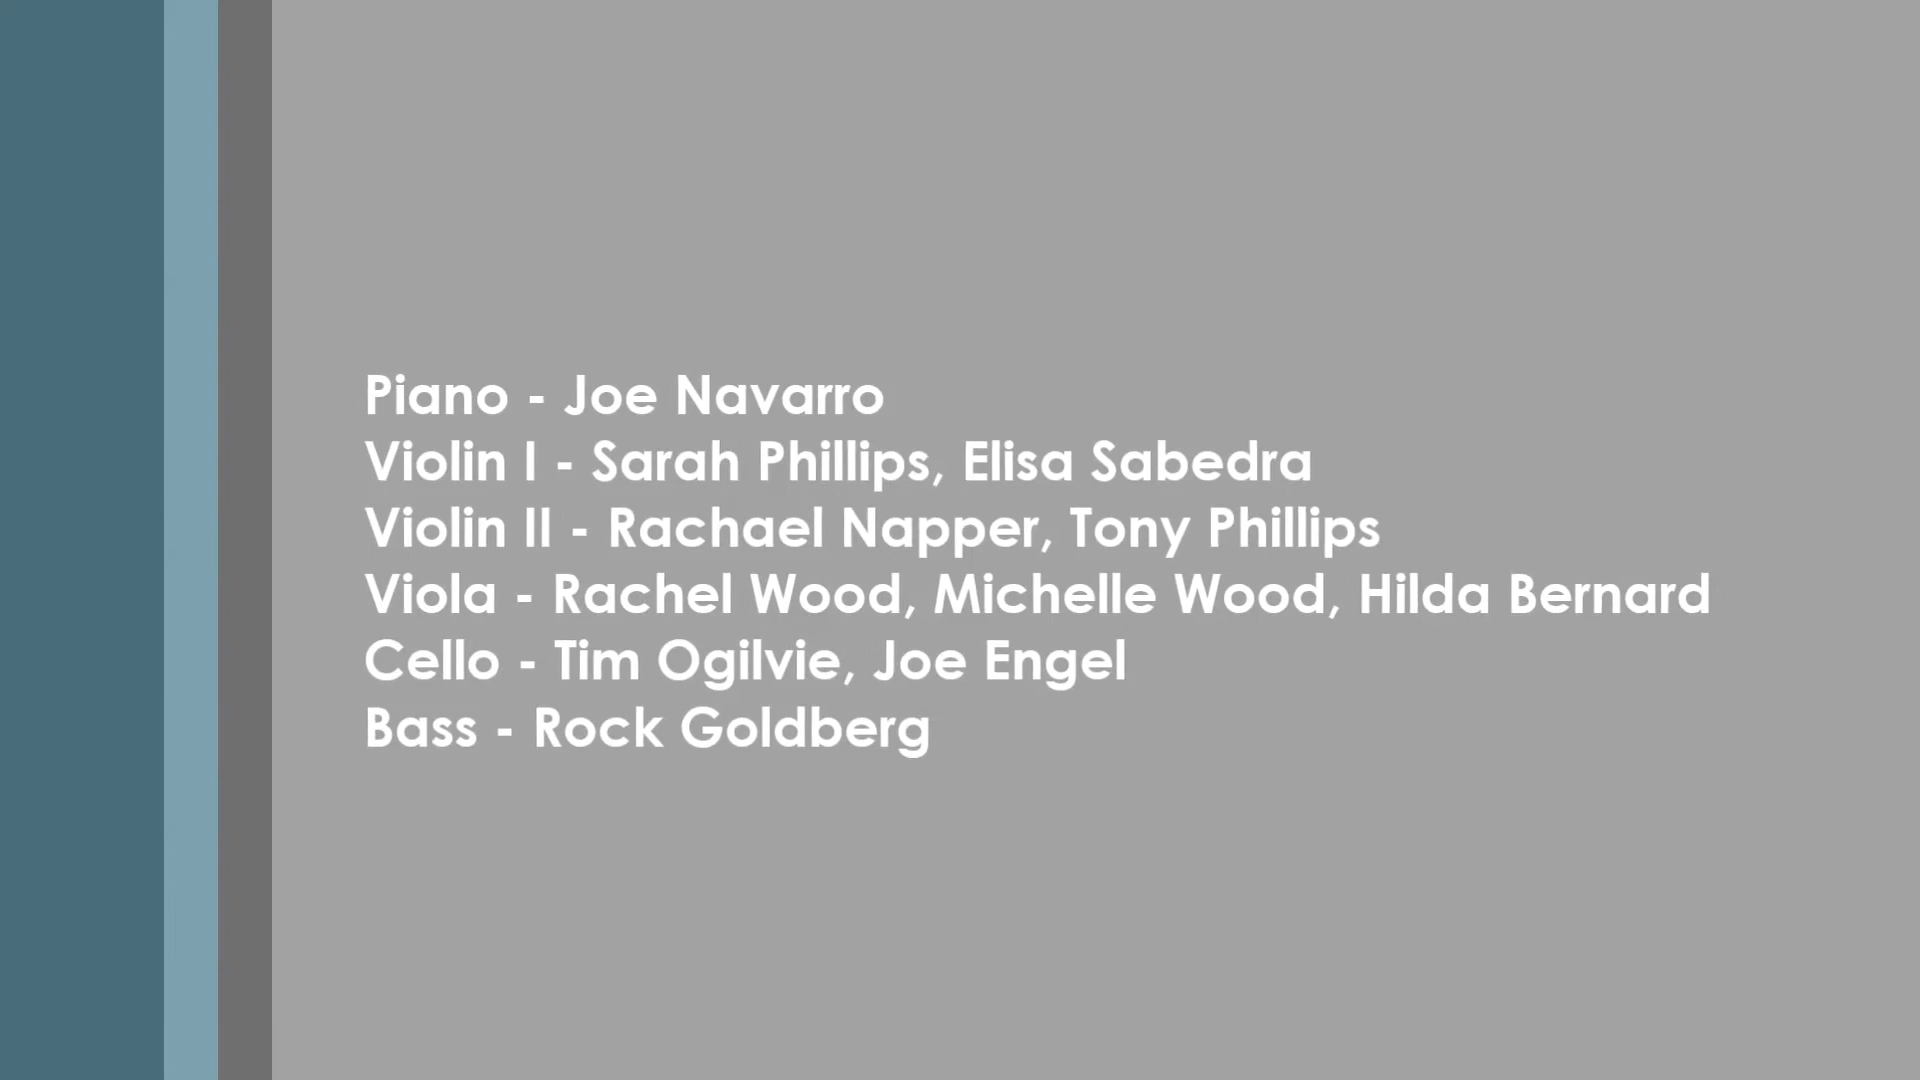 Piano - Joe Navarro
Violin I - Sarah Phillips, Elisa Sabedra
Violin II - Rachael Napper, Tony Phillips
Viola - Rachel Wood, Michelle Wood, Hilda Bernard
Cello - Tim Ogilvie, Joe Engel
Bass - Rock Goldberg